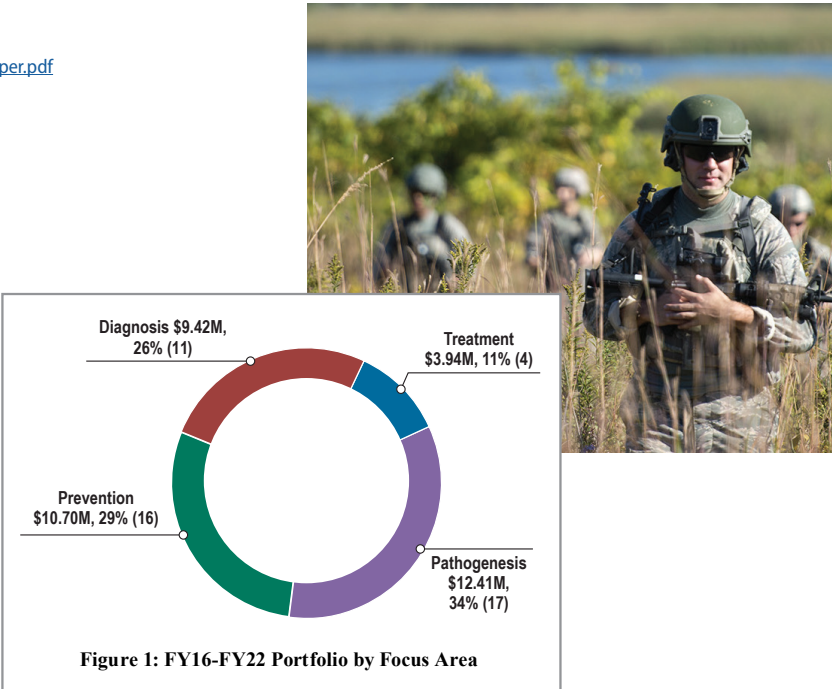 per.pdf
Diagnosis $9.42M,
26% (11)
Treatment
$3.94M, 11% (4)
Prevention
$10.70M, 29% (16)
Pathogenesis
$12.41M,
34% (17)
Figure 1: FY16-FY22 Portfolio by Focus Area